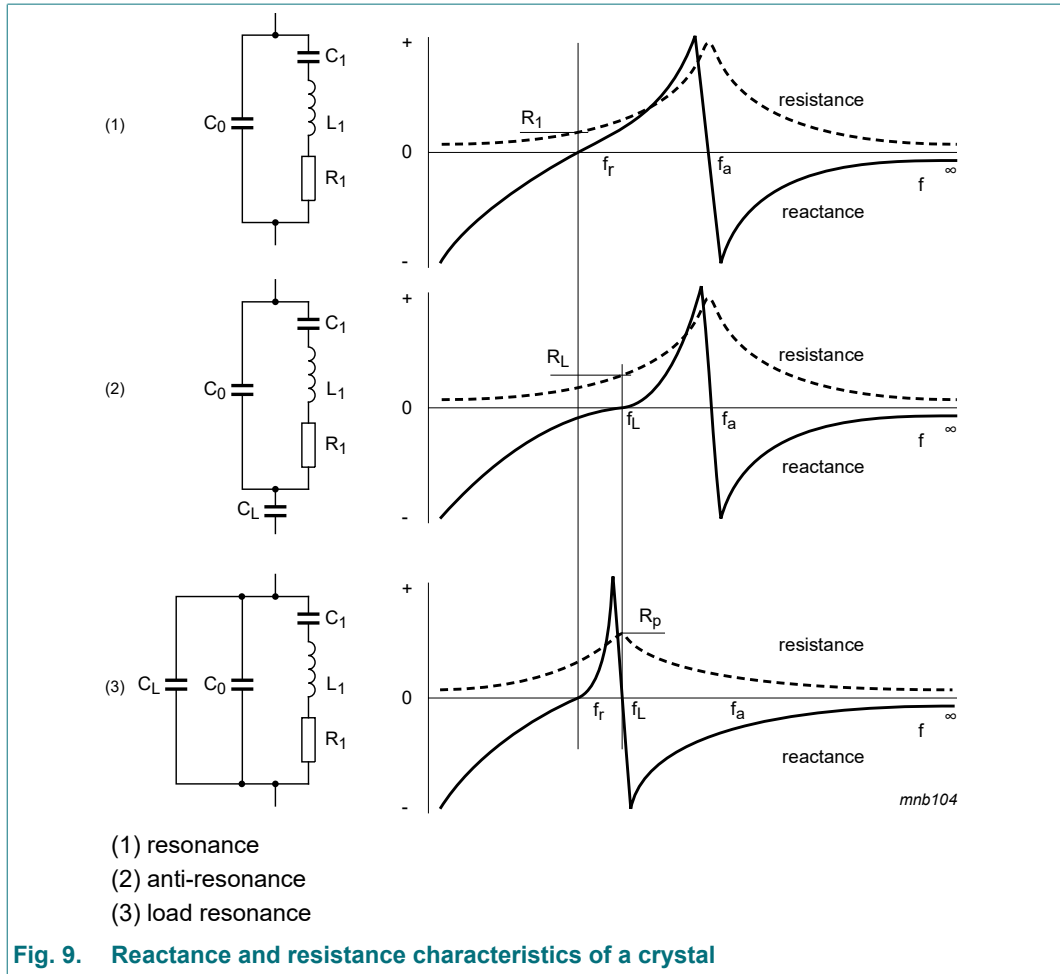 (1)
C0
C1
L1
R1
+
0
-
R1
fr
fa
f
∞
resistance
reactance
(2)
C0
C1
L1
R1
CL
+
0
-
RL
fL
fa
f
∞
resistance
reactance
(3)
CL
C0
C1
L1
R1
+
0
-
Rp
fr
fL
fa
f
∞
resistance
reactance
mnb104
(1) resonance
(2) anti-resonance
(3) load resonance
Fig. 9. Reactance and resistance characteristics of a crystal